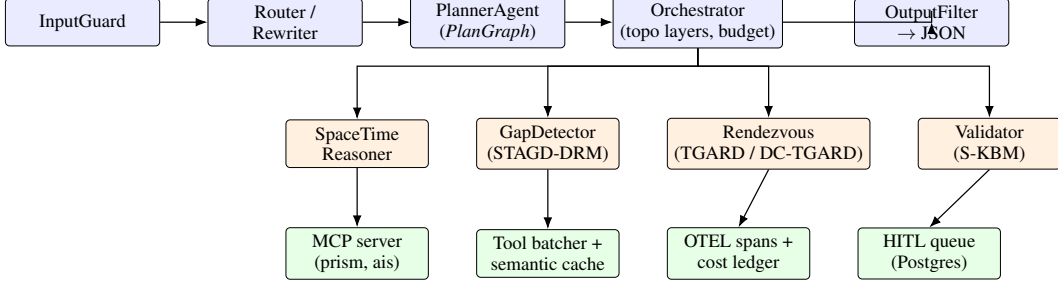 InputGuard
Router /
Rewriter
PlannerAgent
(PlanGraph)
Orchestrator
(topo layers, budget)
OutputFilter
→ JSON
SpaceTime
Reasoner
GapDetector
(STAGD-DRM)
Rendezvous
(TGARD / DC-TGARD)
Validator
(S-KBM)
MCP server
(prism, ais)
Tool batcher +
semantic cache
OTEL spans +
cost ledger
HITL queue
(Postgres)